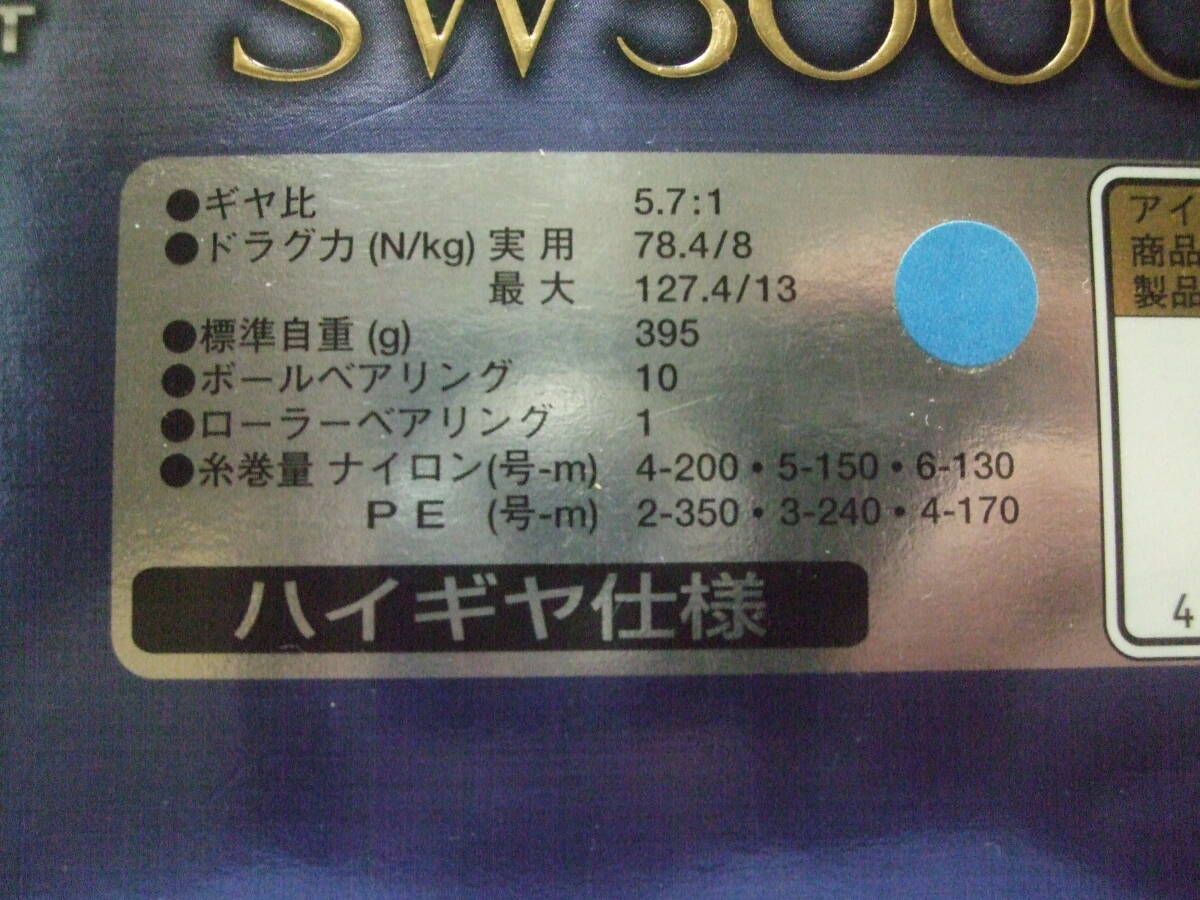 T
SW5000
●ギヤ比 5.7:1
●ドラグ力 (N/kg) 実用 78.4/8
最大 127.4/13
●標準自重 (g) 395
●ボールベアリング 10
●ローラーベアリング 1
●糸巻量 ナイロン(号-m) 4-200・5-150・6-130
PE (号-m) 2-350・3-240・4-170
ハイギヤ仕様
アイ
商品
製品
4